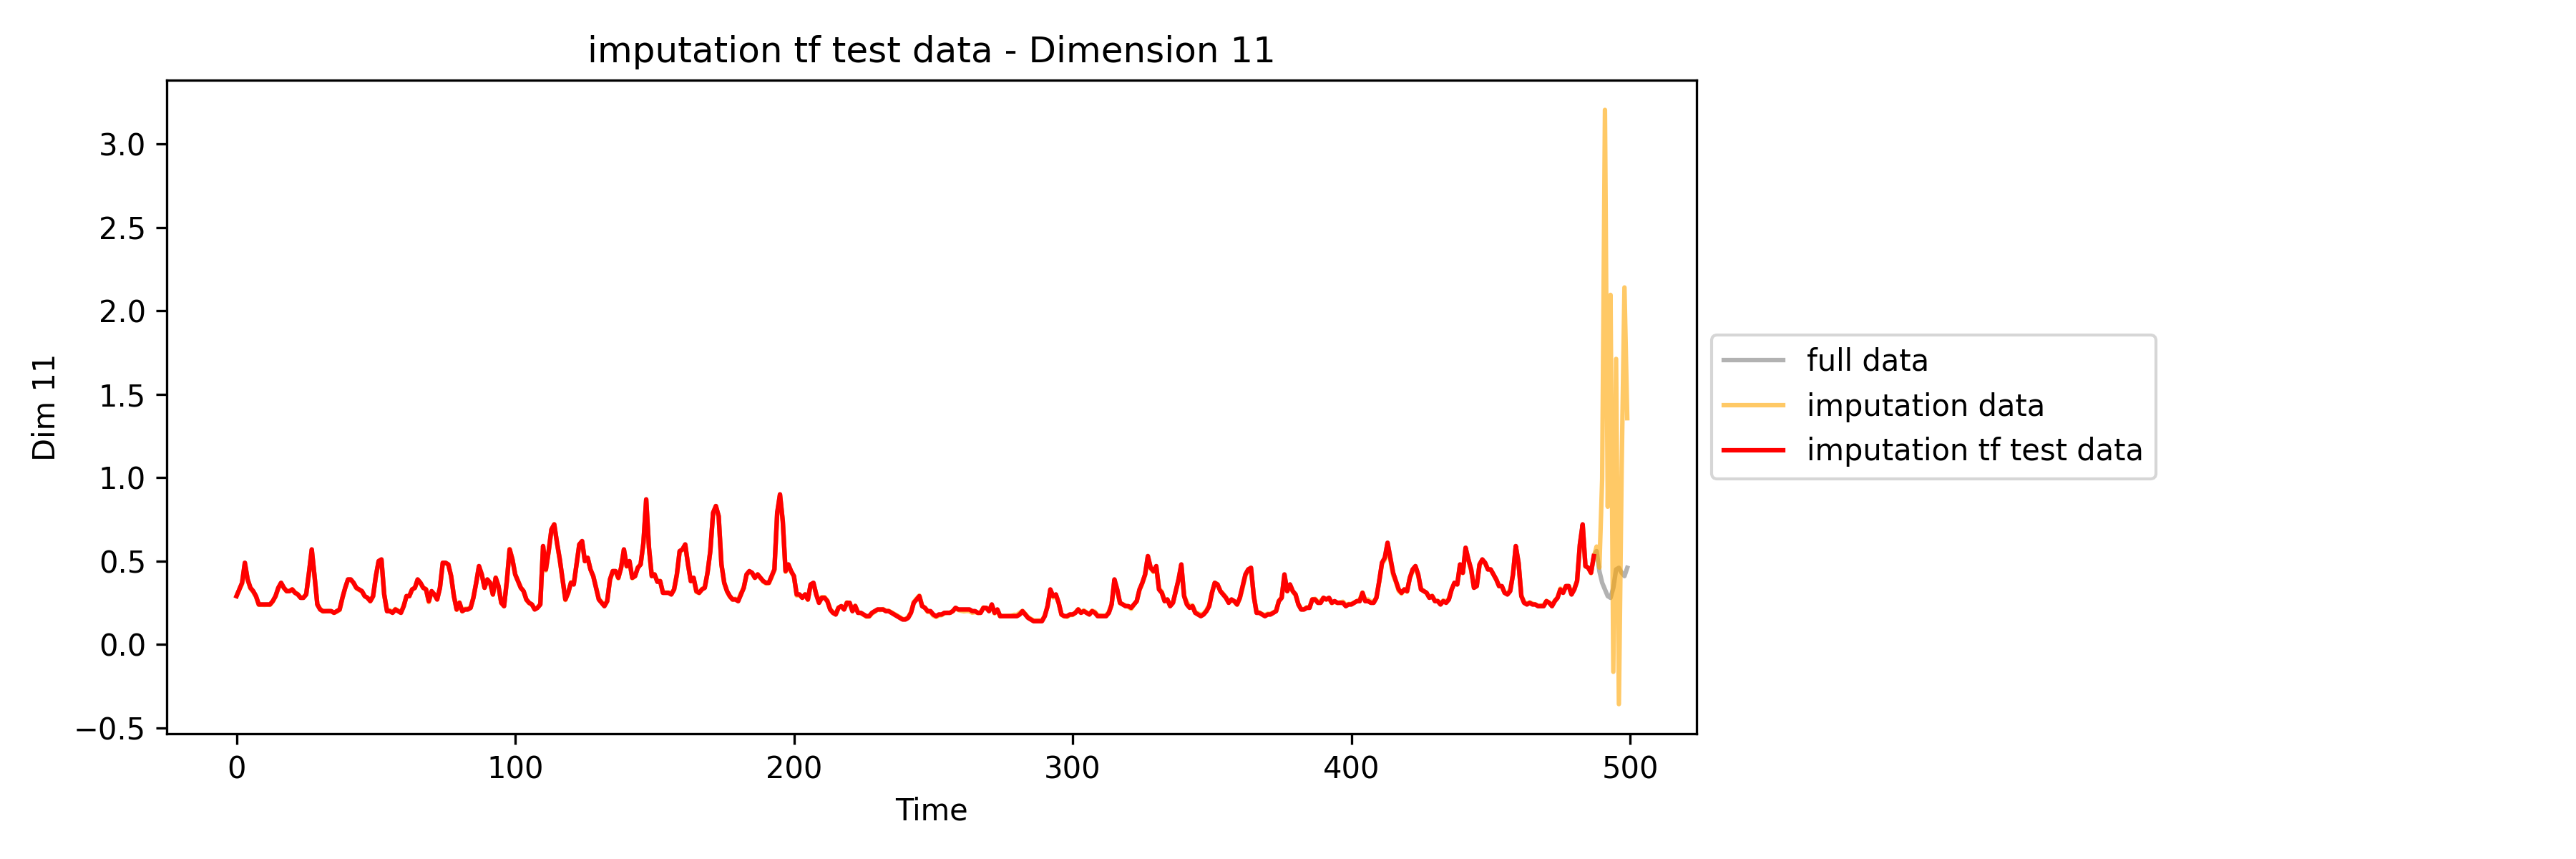 imputation tf test data - Dimension 11
Dim 11
3.0
2.5
2.0
1.5
1.0
0.5
0.0
−0.5
0 100 200 300 400 500
Time
full data
imputation data
imputation tf test data